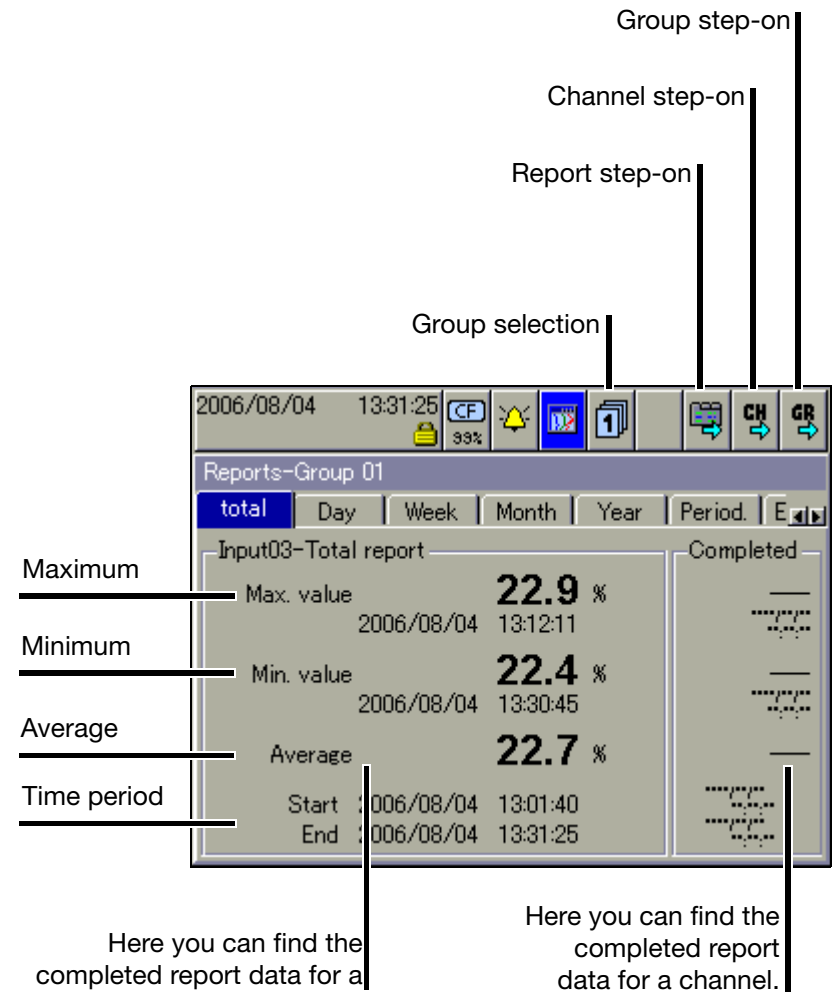 Group step-on
Channel step-on
Report step-on
Group selection
2006/08/04 13:31:25 CF 99% 1 CH GR
Reports-Group 01
total Day Week Month Year Period. E
Input03-Total report Completed
Maximum
Max. value 22.9 %
2006/08/04 13:12:11
Minimum
Min. value 22.4 %
2006/08/04 13:30:45
Average
Average 22.7 %
Time period
Start 2006/08/04 13:01:40
End 2006/08/04 13:31:25
Here you can find the
completed report data for a
Here you can find the
completed report
data for a channel.